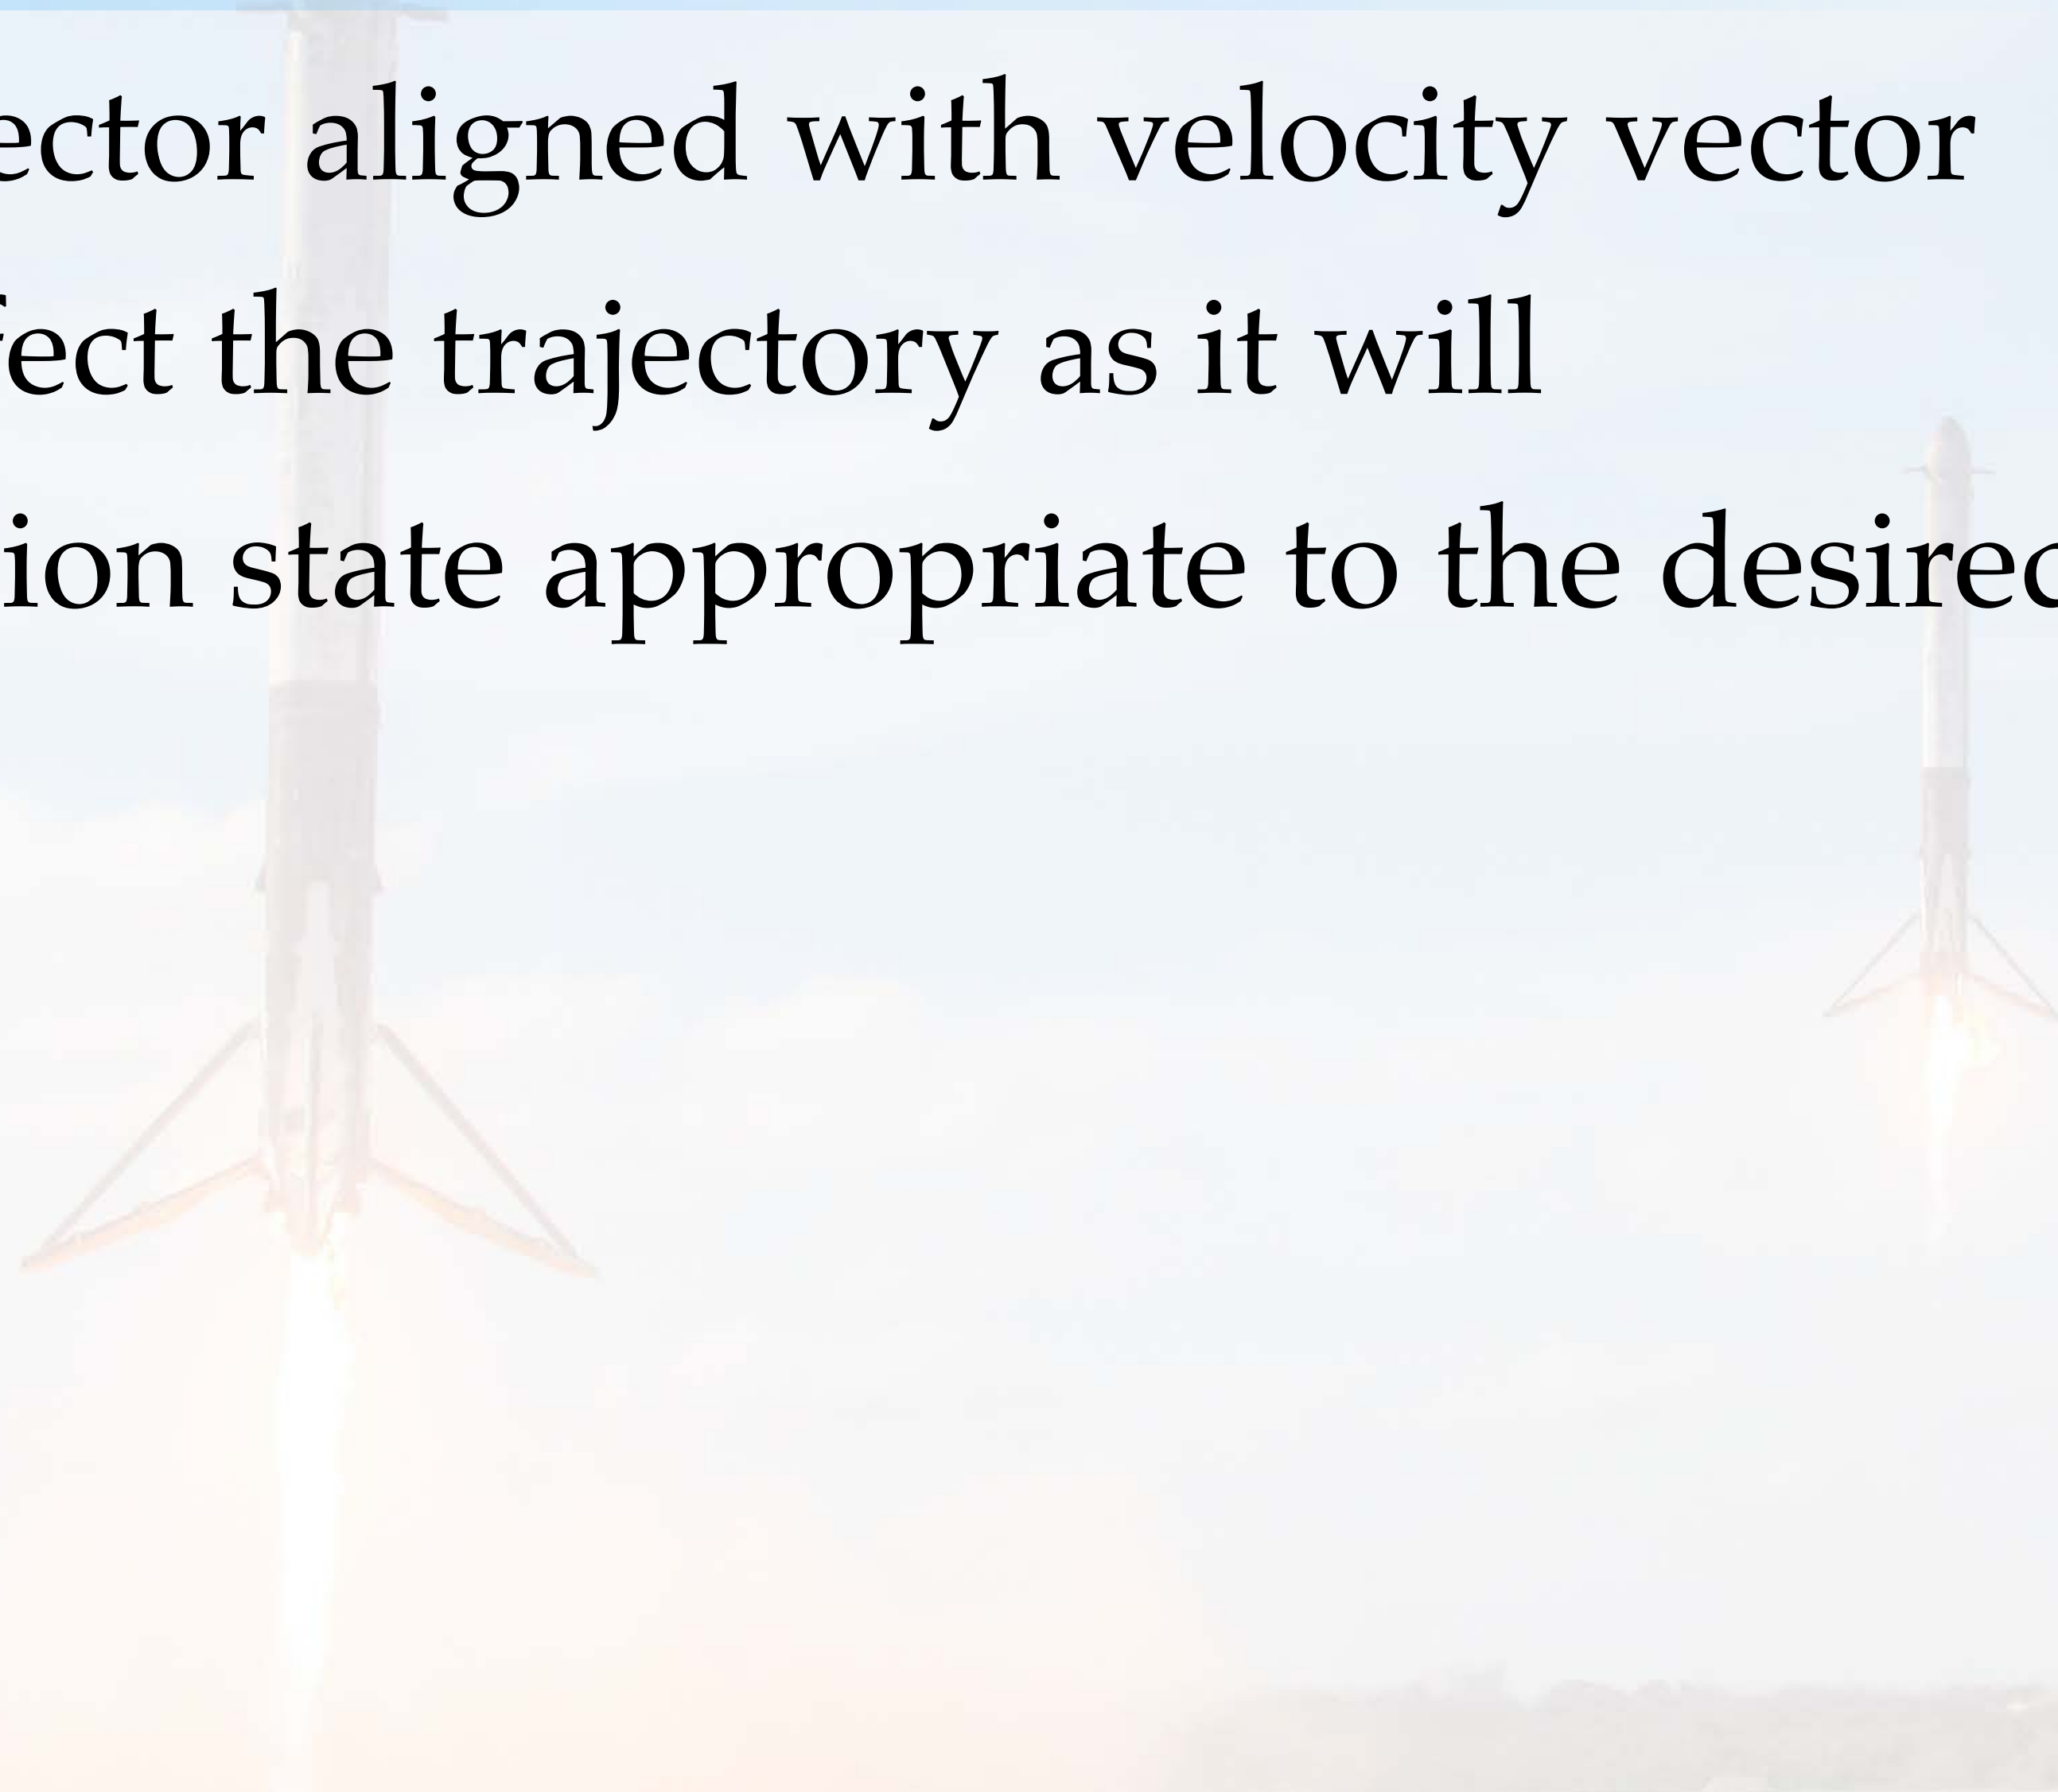 ector aligned with velocity vector
fect the trajectory as it will
ion state appropriate to the desired